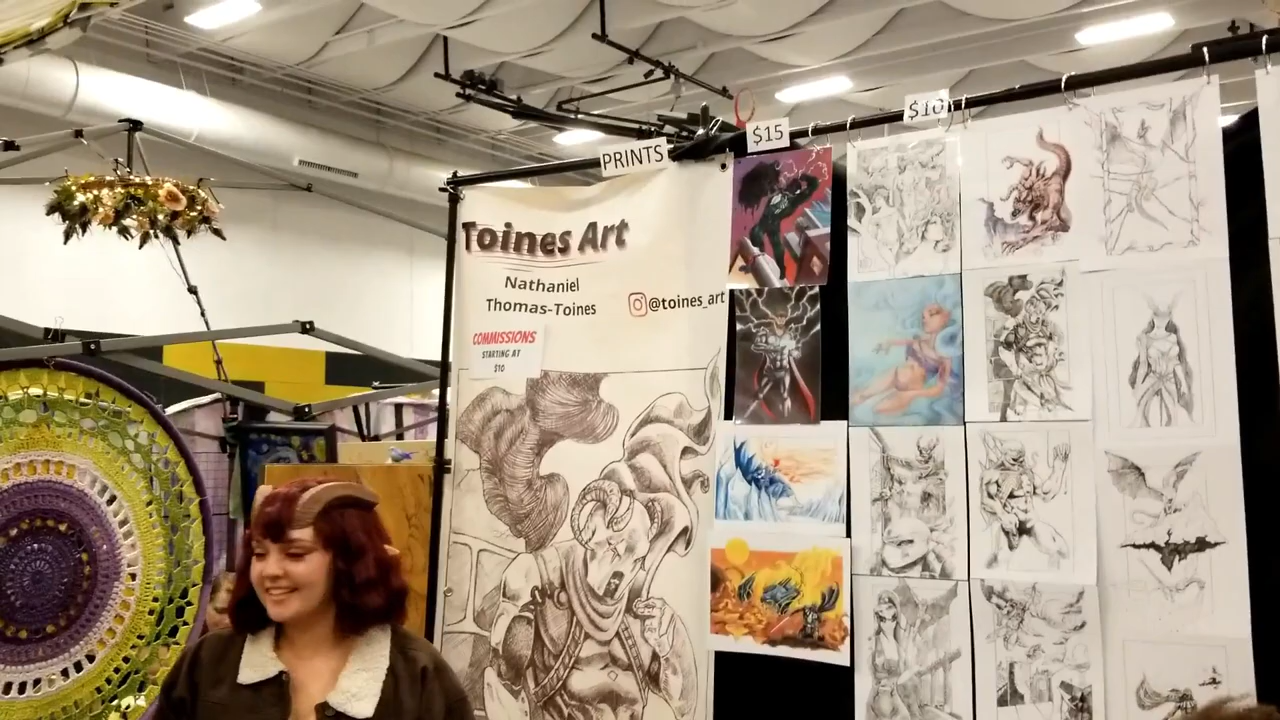 PRINTS
$15
$10
Toines Art
Nathaniel
Thomas-Toines
@toines_art
COMMISSIONS
STARTING AT
$10